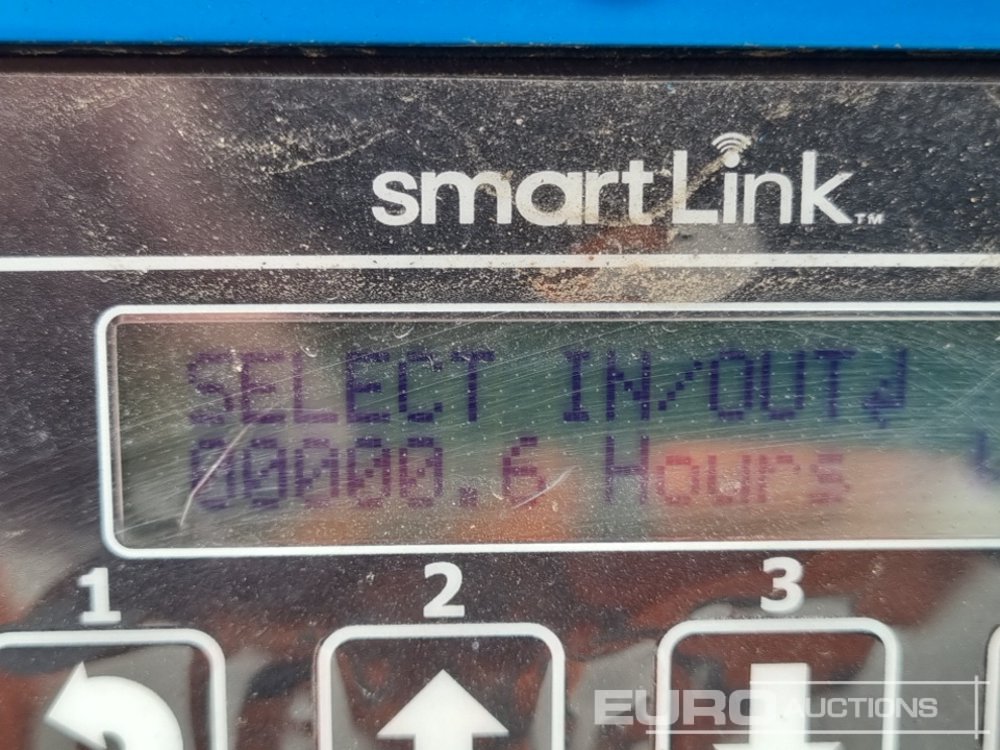 smartLink™
SELECT IN/OUT↲
00000.6 Hours
1 2 3
EURO AUCTIONS